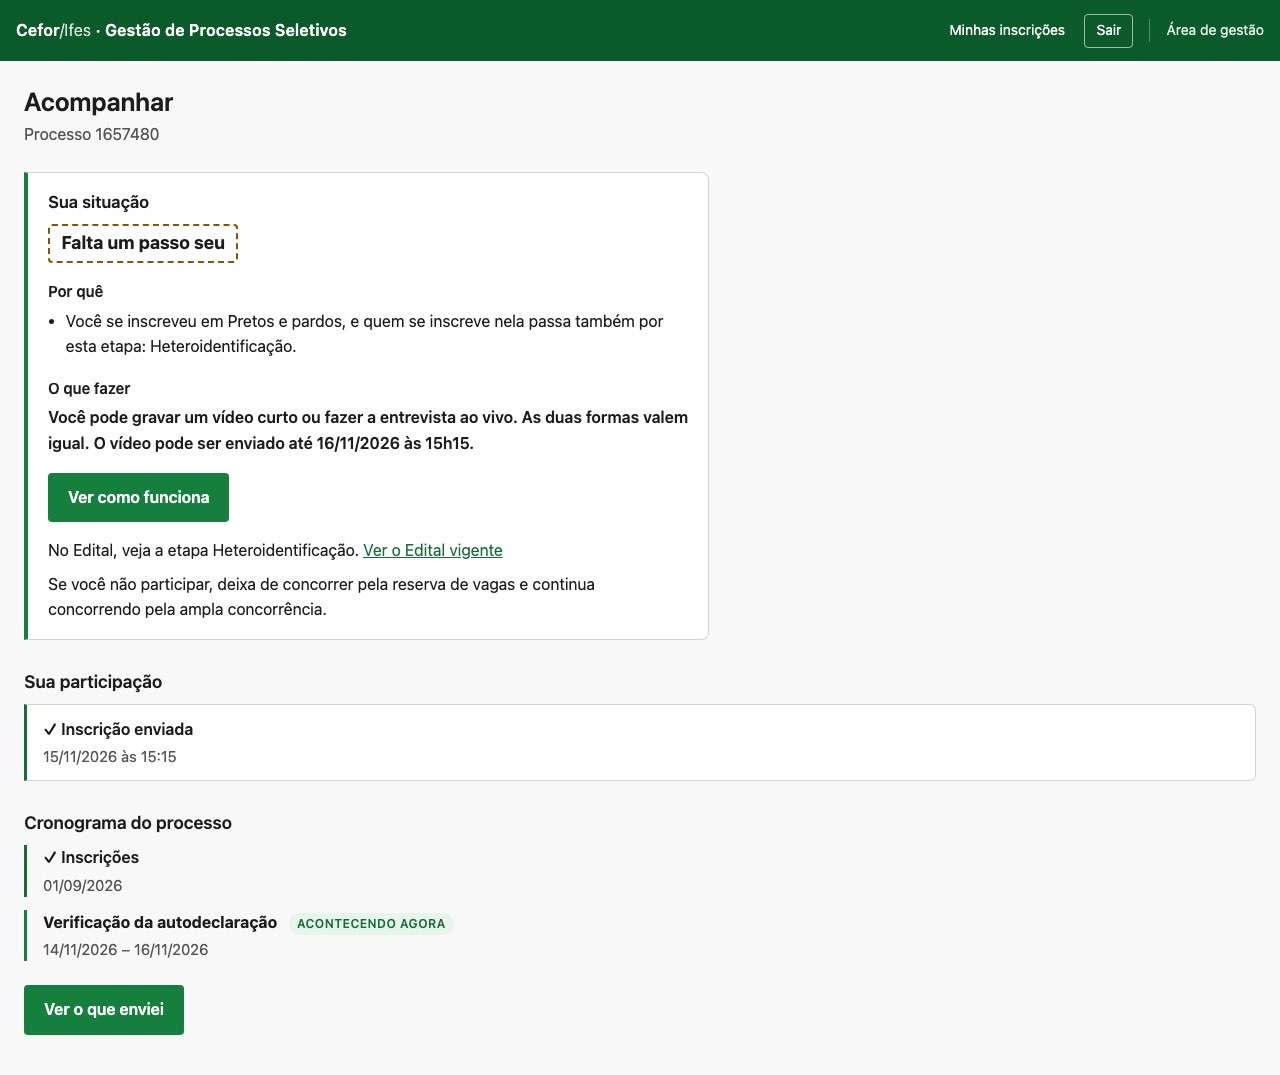 Cefor/Ifes · Gestão de Processos Seletivos
Minhas inscrições
Sair
Área de gestão
Acompanhar
Processo 1657480
Sua situação
Falta um passo seu
Por quê
• Você se inscreveu em Pretos e pardos, e quem se inscreve nela passa também por
esta etapa: Heteroidentificação.
O que fazer
Você pode gravar um vídeo curto ou fazer a entrevista ao vivo. As duas formas valem
igual. O vídeo pode ser enviado até 16/11/2026 às 15h15.
Ver como funciona
No Edital, veja a etapa Heteroidentificação. Ver o Edital vigente
Se você não participar, deixa de concorrer pela reserva de vagas e continua
concorrendo pela ampla concorrência.
Sua participação
✓ Inscrição enviada
15/11/2026 às 15:15
Cronograma do processo
✓ Inscrições
01/09/2026
Verificação da autodeclaração ACONTECENDO AGORA
14/11/2026 – 16/11/2026
Ver o que enviei